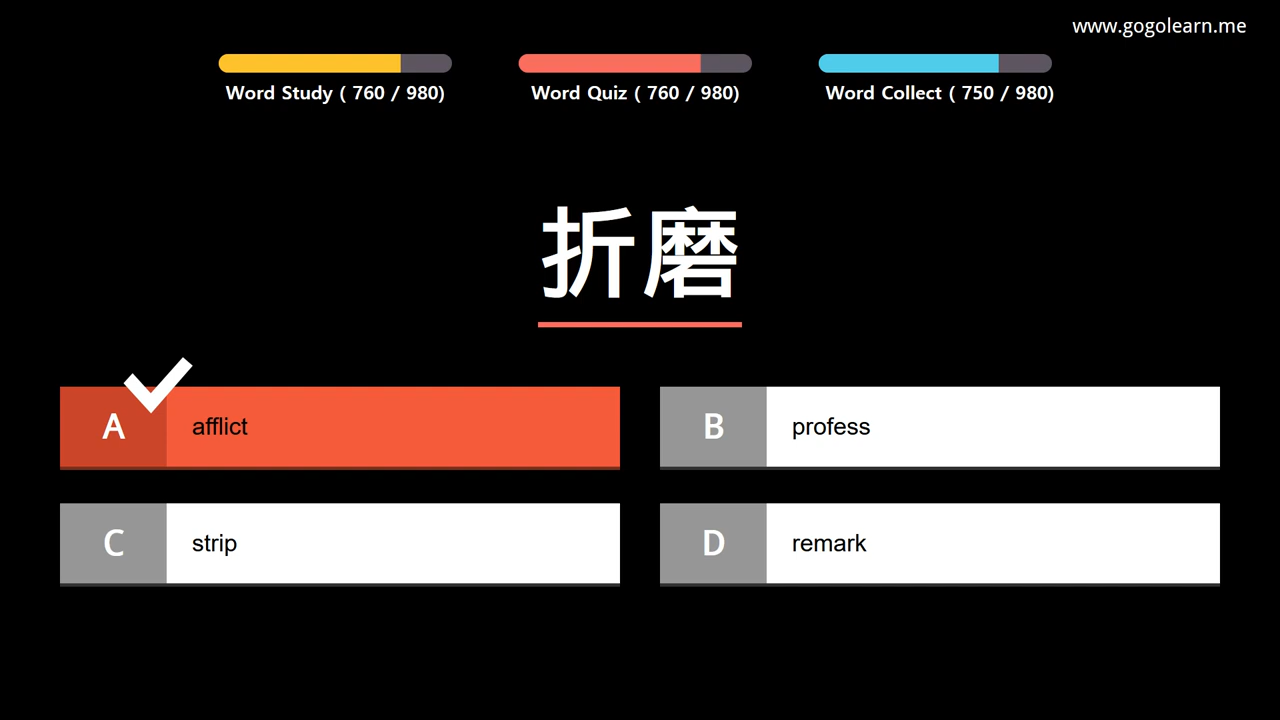 www.gogolearn.me
Word Study ( 760 / 980)
Word Quiz ( 760 / 980)
Word Collect ( 750 / 980)
折磨
A afflict
B profess
C strip
D remark